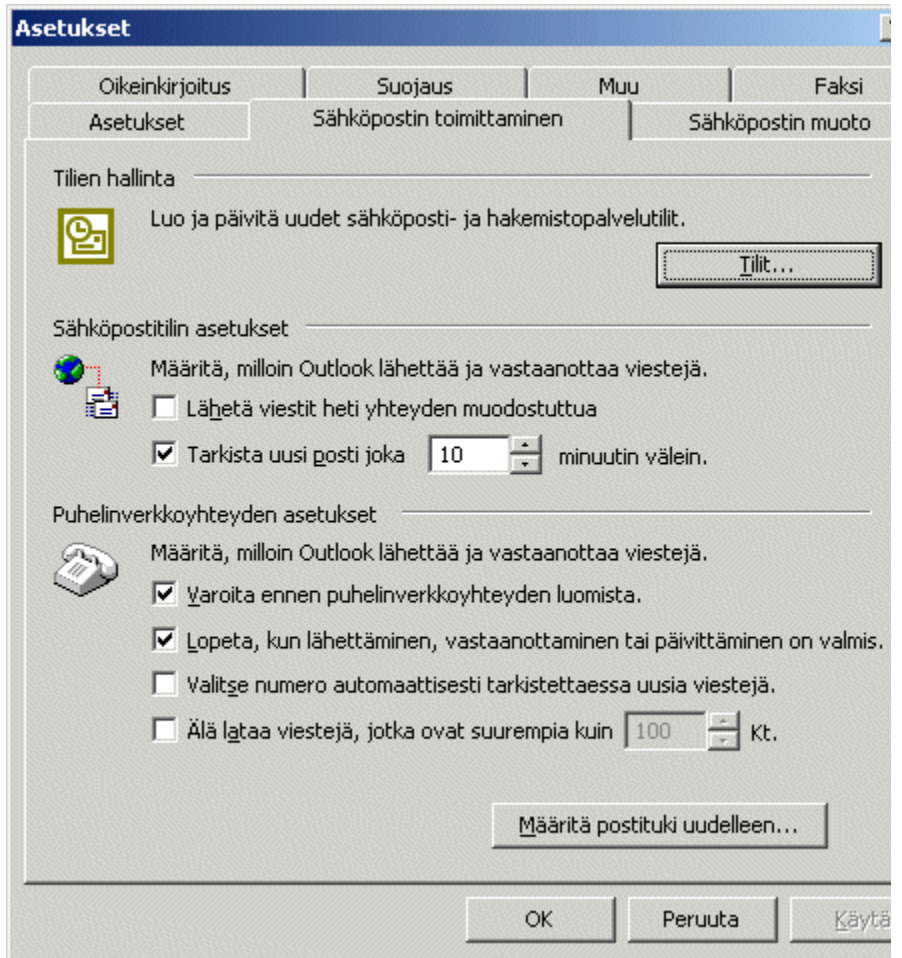 Asetukset
Oikeinkirjoitus Suojaus Muu Faksi
Asetukset Sähköpostin toimittaminen Sähköpostin muoto
Tilien hallinta
Luo ja päivitä uudet sähköposti- ja hakemistopalvelutilit.
Tilit...
Sähköpostitilin asetukset
Määritä, milloin Outlook lähettää ja vastaanottaa viestejä.
Lähetä viestit heti yhteyden muodostuttua
Tarkista uusi posti joka 10 minuutin välein.
Puhelinverkkoyhteyden asetukset
Määritä, milloin Outlook lähettää ja vastaanottaa viestejä.
Varoita ennen puhelinverkkoyhteyden luomista.
Lopeta, kun lähettäminen, vastaanottaminen tai päivittäminen on valmis.
Valitse numero automaattisesti tarkistettaessa uusia viestejä.
Älä lataa viestejä, jotka ovat suurempia kuin 100 Kt.
Määritä postituki uudelleen...
OK Peruuta Käytä